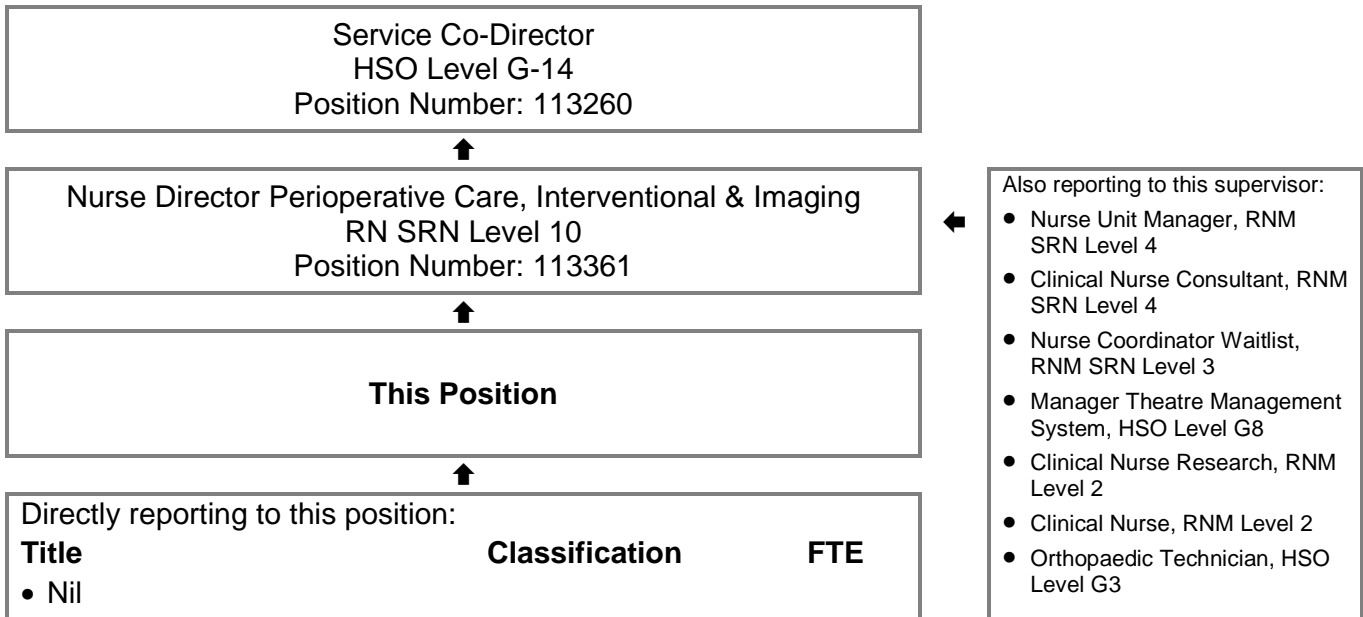 Service Co-Director
HSO Level G-14
Position Number: 113260
Nurse Director Perioperative Care, Interventional & Imaging
RN SRN Level 10
Position Number: 113361
This Position
Directly reporting to this position:
Title Classification FTE
• Nil
Also reporting to this supervisor:
• Nurse Unit Manager, RNM
SRN Level 4
• Clinical Nurse Consultant, RNM
SRN Level 4
• Nurse Coordinator Waitlist,
RNM SRN Level 3
• Manager Theatre Management
System, HSO Level G8
• Clinical Nurse Research, RNM
Level 2
• Clinical Nurse, RNM Level 2
• Orthopaedic Technician, HSO
Level G3